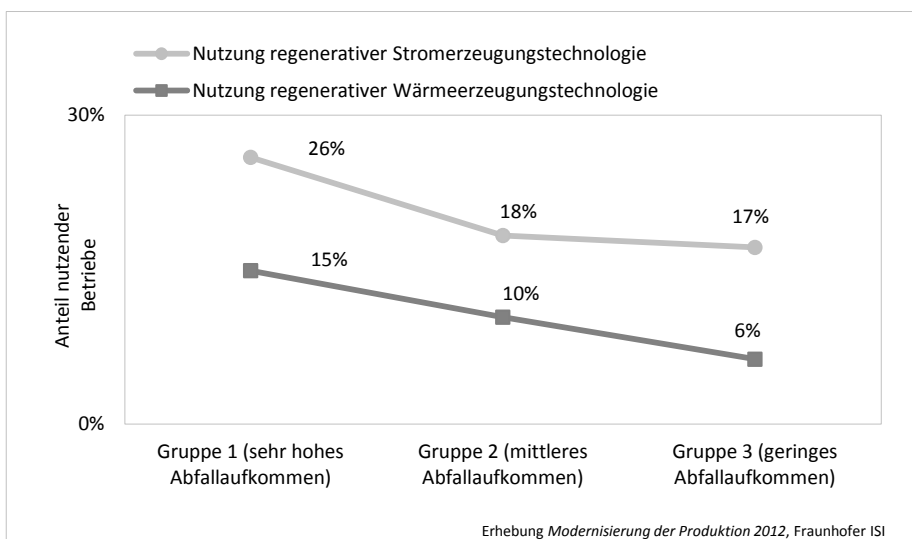 Nutzung regenerativer Stromerzeugungstechnologie
Nutzung regenerativer Wärmeerzeugungstechnologie
30%
26%
18%
17%
15%
10%
6%
0%
Anteil nutzender
Betriebe
Gruppe 1 (sehr hohes
Abfallaufkommen)
Gruppe 2 (mittleres
Abfallaufkommen)
Gruppe 3 (geringes
Abfallaufkommen)
Erhebung Modernisierung der Produktion 2012, Fraunhofer ISI